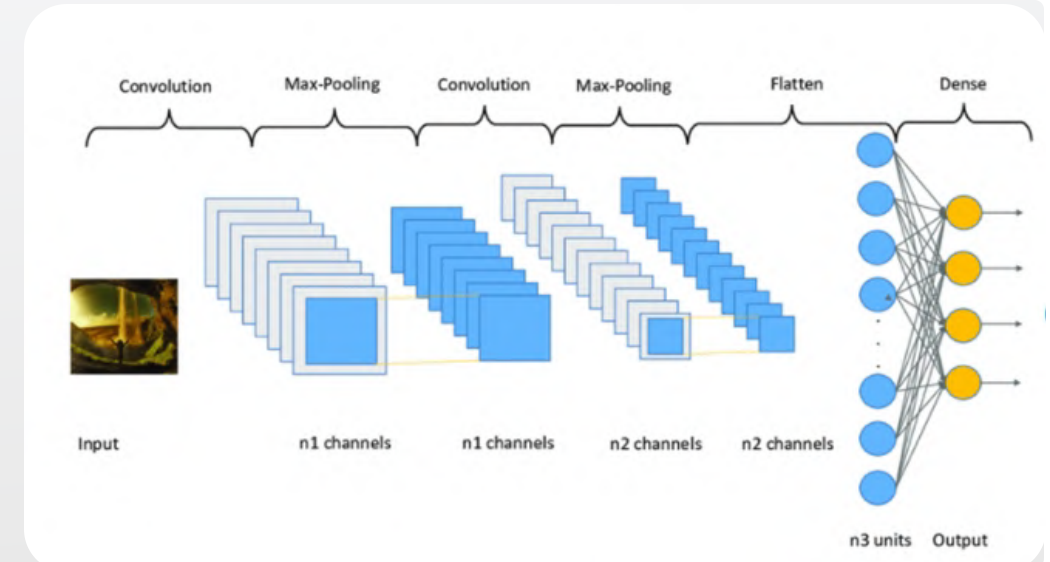 Convolution Max-Pooling Convolution Max-Pooling Flatten Dense
Input n1 channels n1 channels n2 channels n2 channels
n3 units Output